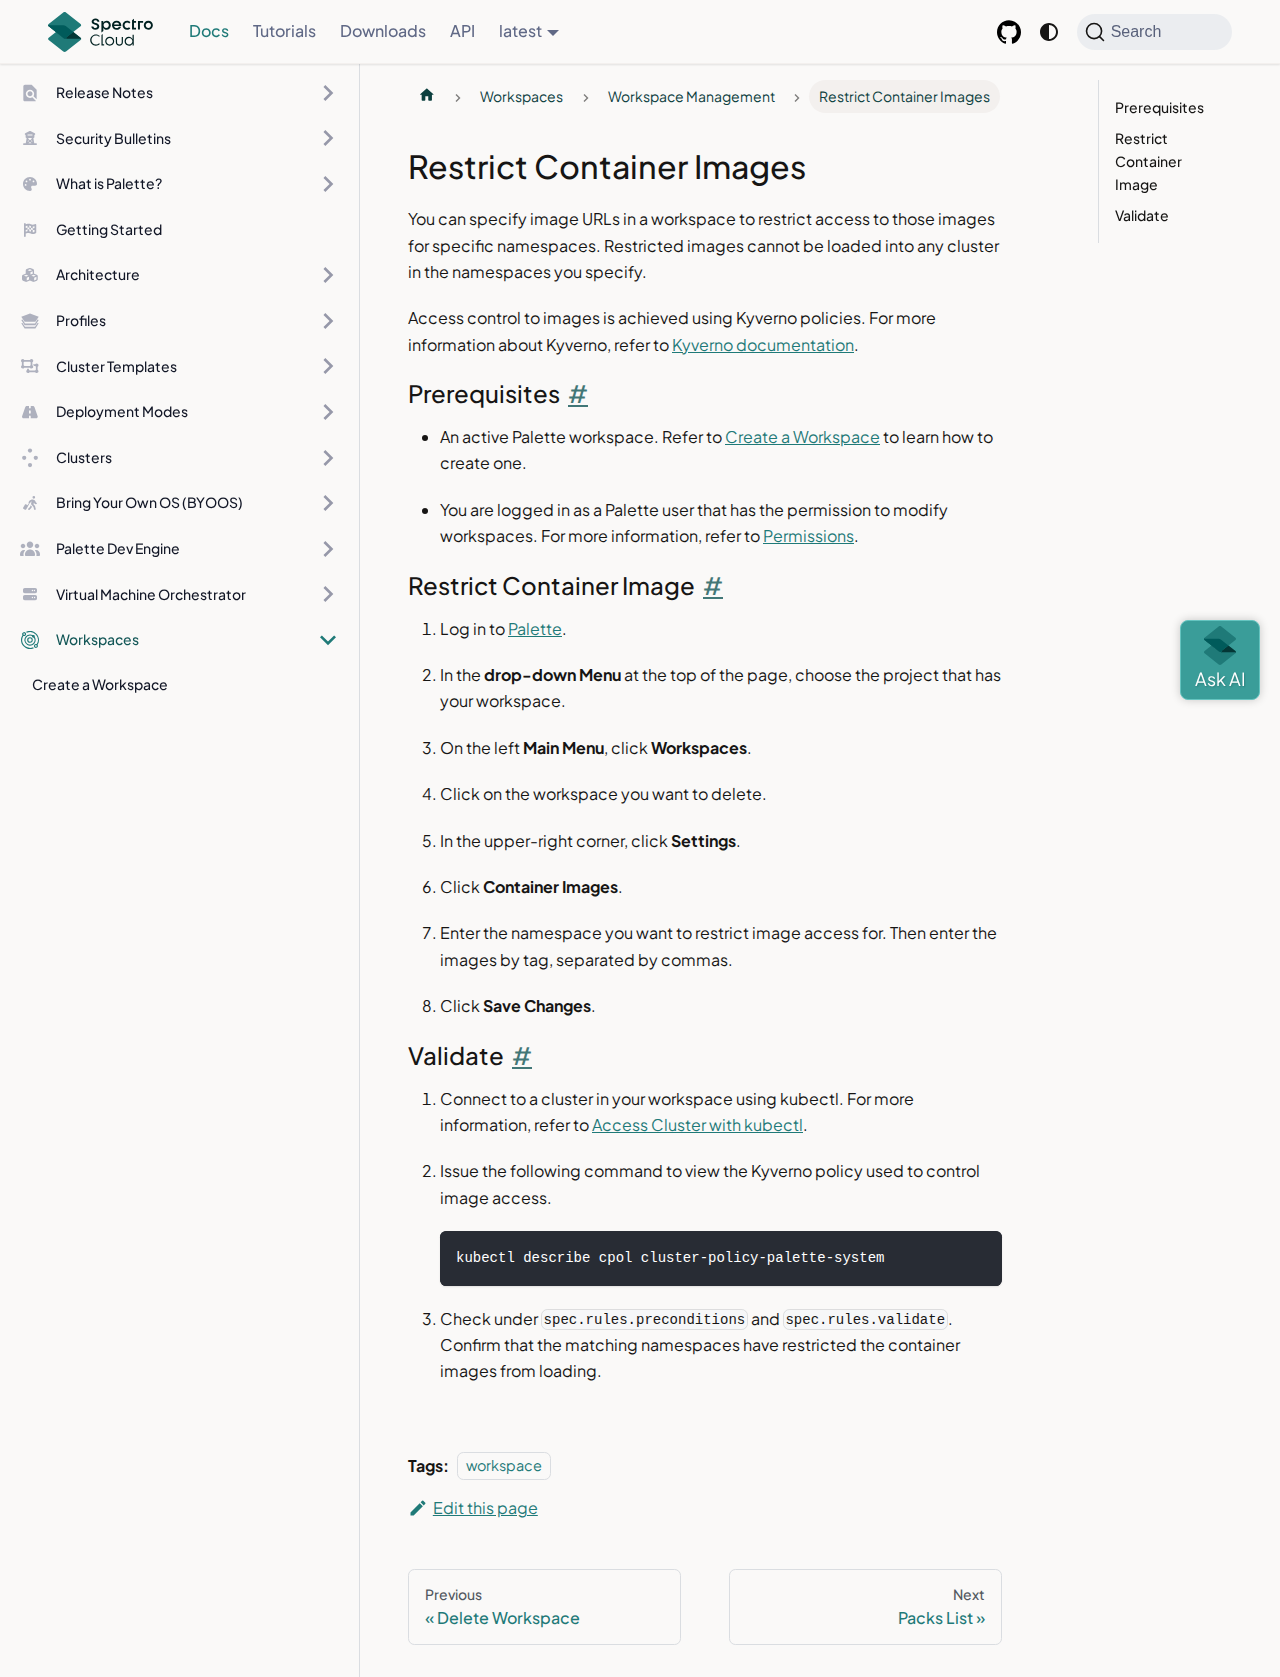 Spectro Cloud
Docs
Tutorials
Downloads
API
latest
Search
Release Notes
Security Bulletins
What is Palette?
Getting Started
Architecture
Profiles
Cluster Templates
Deployment Modes
Clusters
Bring Your Own OS (BYOOS)
Palette Dev Engine
Virtual Machine Orchestrator
Workspaces
Create a Workspace
Workspaces
Workspace Management
Restrict Container Images
Restrict Container Images
You can specify image URLs in a workspace to restrict access to those images
for specific namespaces. Restricted images cannot be loaded into any cluster
in the namespaces you specify.
Access control to images is achieved using Kyverno policies. For more
information about Kyverno, refer to Kyverno documentation.
Prerequisites #
An active Palette workspace. Refer to Create a Workspace to learn how to
create one.
You are logged in as a Palette user that has the permission to modify
workspaces. For more information, refer to Permissions.
Restrict Container Image #
1. Log in to Palette.
2. In the drop-down Menu at the top of the page, choose the project that has
your workspace.
3. On the left Main Menu, click Workspaces.
4. Click on the workspace you want to delete.
5. In the upper-right corner, click Settings.
6. Click Container Images.
7. Enter the namespace you want to restrict image access for. Then enter the
images by tag, separated by commas.
8. Click Save Changes.
Validate #
1. Connect to a cluster in your workspace using kubectl. For more
information, refer to Access Cluster with kubectl.
2. Issue the following command to view the Kyverno policy used to control
image access.
kubectl describe cpol cluster-policy-palette-system
3. Check under spec.rules.preconditions and spec.rules.validate.
Confirm that the matching namespaces have restricted the container
images from loading.
Tags: workspace
Edit this page
Previous
« Delete Workspace
Next
Packs List »
Prerequisites
Restrict
Container
Image
Validate
Ask AI